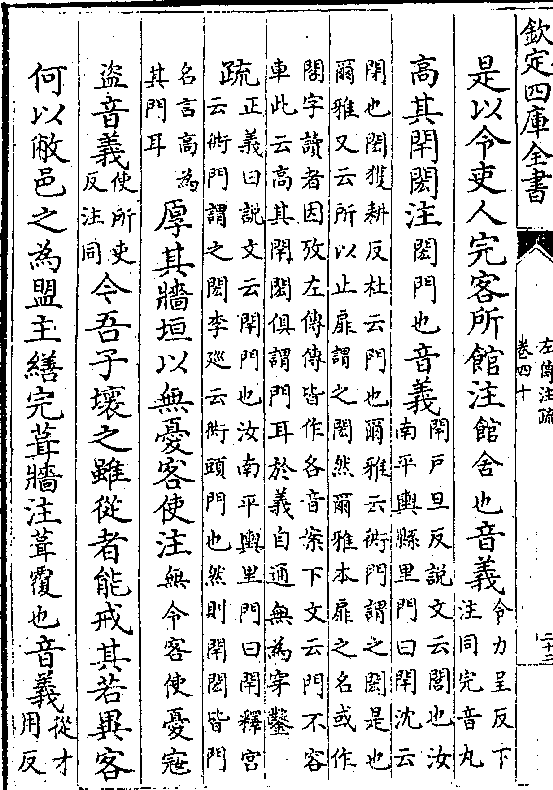 欽定四庫全書
左傳注疏
卷四十
二十二
是以令吏人完客所館注館舍也音義令力呈反下
注同完音丸
高其閈閎注閎門也音義閈戸旦反說文云閭也汝
南平輿縣里門曰閈沈云
閉也閎獲耕反杜云門也爾雅云衖門謂之閎是也
爾雅又云所以止扉謂之閎然爾雅本扉之名或作
閣字讀者因改左傳傳皆作各音案下文云門不容
車此云高其閈閎俱謂門耳於義自通無為穿鑿
疏正義曰說文云閈門也汝南平輿里門曰閈釋宫
云衖門謂之閎李廵云衖頭門也然則閈閎皆門
名言高為
其門耳
厚其牆垣以無憂客使注無令客使憂寇
盜音義使所吏
反注同
令吾子壞之雖從者能戒其若異客
何以敝邑之為盟主繕完葺牆注葺覆也音義從才
用反